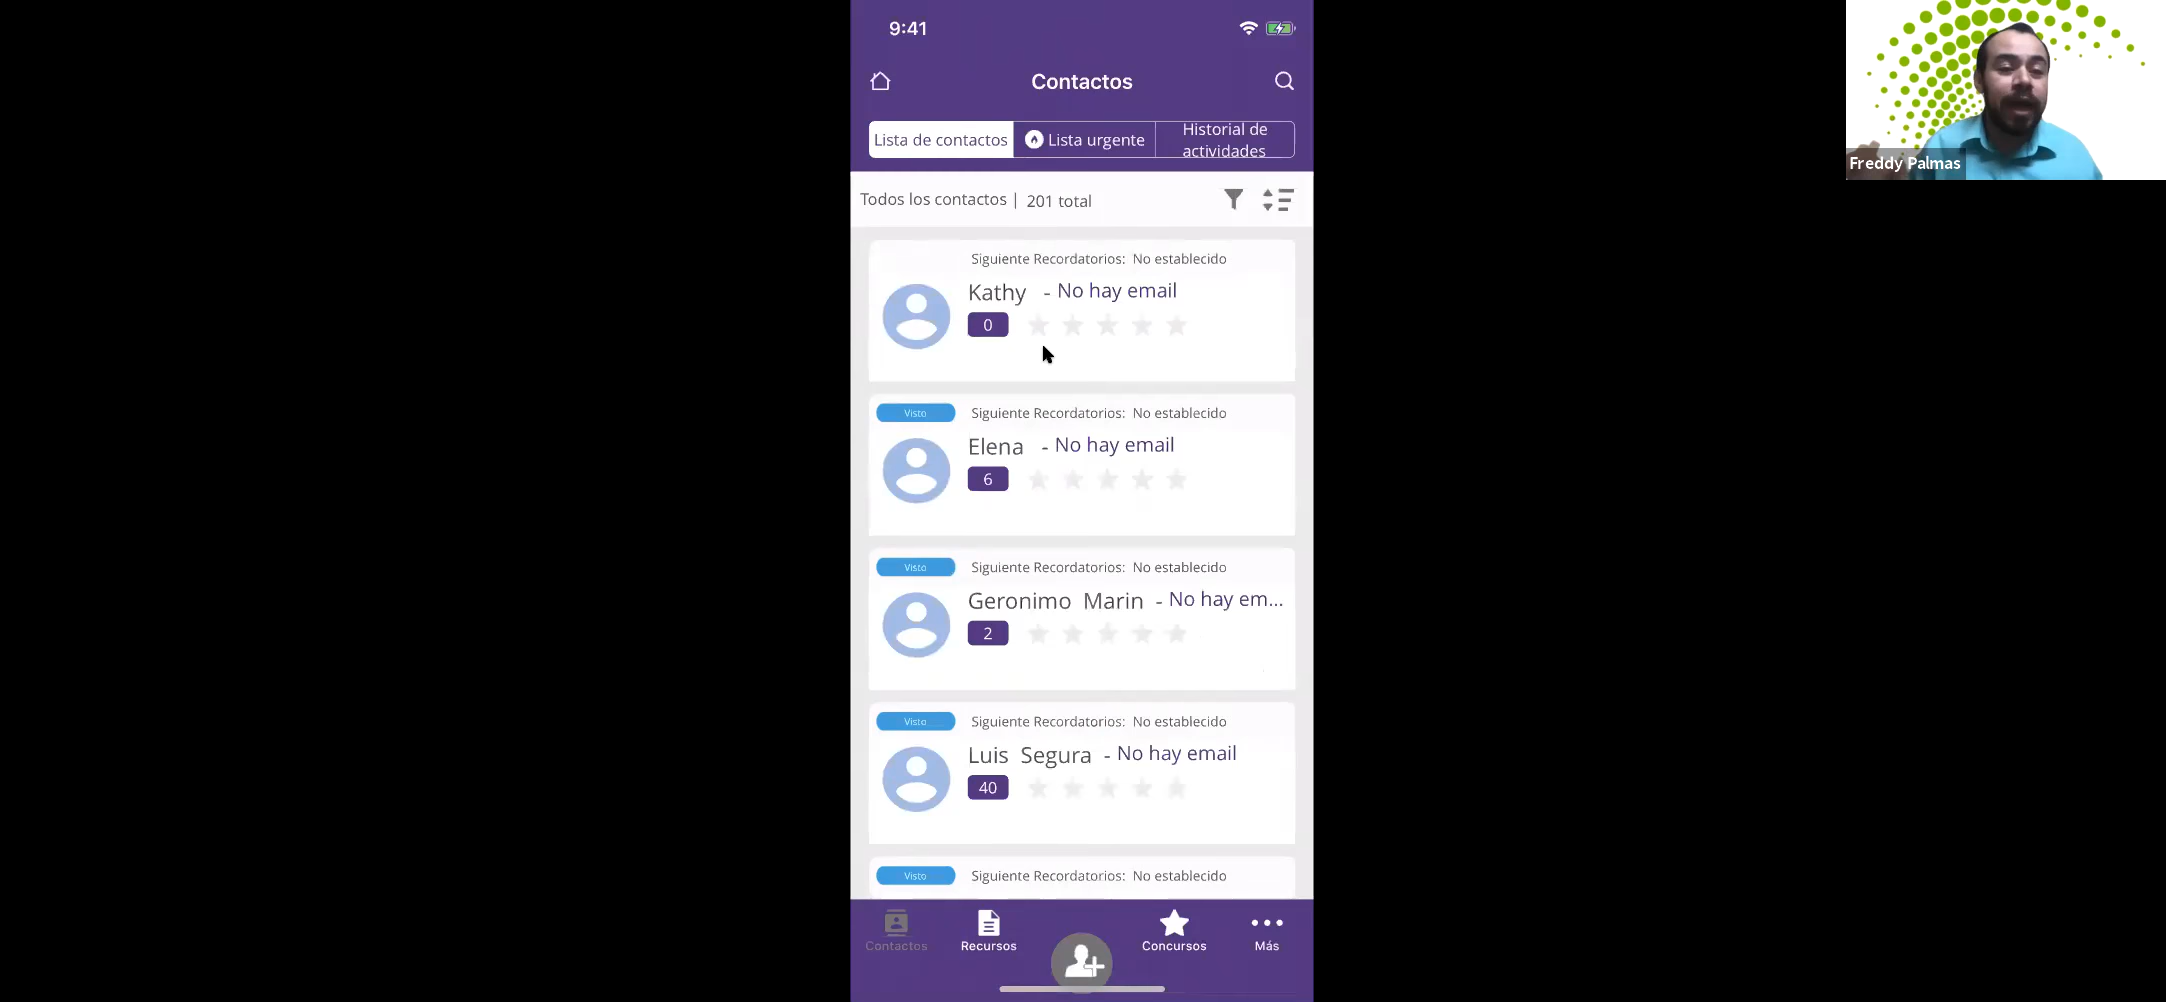 9:41
Contactos
Lista de contactos
Lista urgente
Historial de
actividades
Todos los contactos | 201 total
Siguiente Recordatorios: No establecido
Kathy - No hay email
0
Visto
Siguiente Recordatorios: No establecido
Elena - No hay email
6
Visto
Siguiente Recordatorios: No establecido
Geronimo Marin - No hay em...
2
Visto
Siguiente Recordatorios: No establecido
Luis Segura - No hay email
40
Visto
Siguiente Recordatorios: No establecido
Contactos
Recursos
Concursos
Más
Freddy Palmas